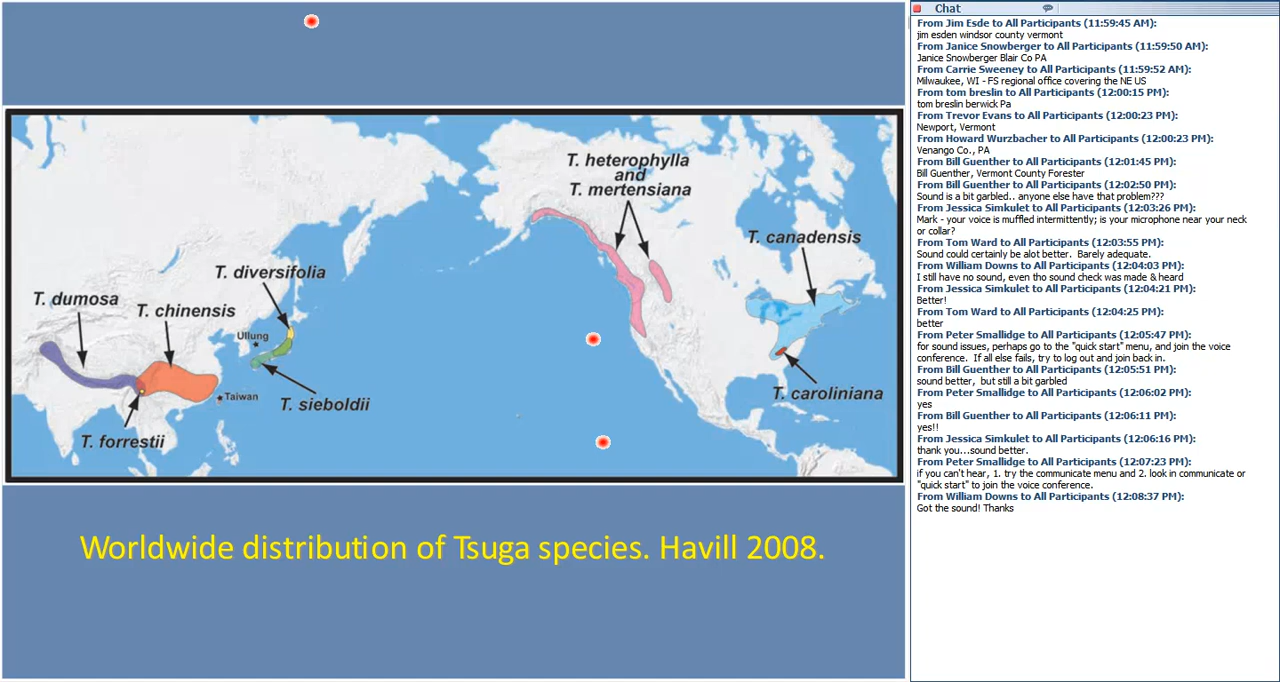 T. heterophylla
and
T. mertensiana
T. canadensis
T. diversifolia
T. dumosa
T. chinensis
Ullung
T. caroliniana
Taiwan
T. sieboldii
T. forrestii
Worldwide distribution of Tsuga species. Havill 2008.
Chat
From Jim Esde to All Participants (11:59:45 AM):
jim esden windsor county vermont
From Janice Snowberger to All Participants (11:59:50 AM):
Janice Snowberger Blair Co PA
From Carrie Sweeney to All Participants (11:59:52 AM):
Milwaukee, WI - FS regional office covering the NE US
From tom breslin to All Participants (12:00:15 PM):
tom breslin berwick Pa
From Trevor Evans to All Participants (12:00:23 PM):
Newport, Vermont
From Howard Wurzbacher to All Participants (12:00:23 PM):
Venango Co., PA
From Bill Guenther to All Participants (12:01:45 PM):
Bill Guenther, Vermont County Forester
From Bill Guenther to All Participants (12:02:50 PM):
Sound is a bit garbled.. anyone else have that problem???
From Jessica Simkulet to All Participants (12:03:26 PM):
Mark - your voice is muffled intermittently; is your microphone near your neck
or collar?
From Tom Ward to All Participants (12:03:55 PM):
Sound could certainly be alot better.  Barely adequate.
From William Downs to All Participants (12:04:03 PM):
I still have no sound, even tho sound check was made & heard
From Jessica Simkulet to All Participants (12:04:21 PM):
Better!
From Tom Ward to All Participants (12:04:25 PM):
better
From Peter Smallidge to All Participants (12:05:47 PM):
for sound issues, perhaps go to the "quick start" menu, and join the voice
conference.  If all else fails, try to log out and join back in.
From Bill Guenther to All Participants (12:05:51 PM):
sound better,  but still a bit garbled
From Peter Smallidge to All Participants (12:06:02 PM):
yes
From Bill Guenther to All Participants (12:06:11 PM):
yes!!
From Jessica Simkulet to All Participants (12:06:16 PM):
thank you...sound better.
From Peter Smallidge to All Participants (12:07:23 PM):
if you can't hear, 1. try the communicate menu and 2. look in communicate or
"quick start" to join the voice conference.
From William Downs to All Participants (12:08:37 PM):
Got the sound! Thanks